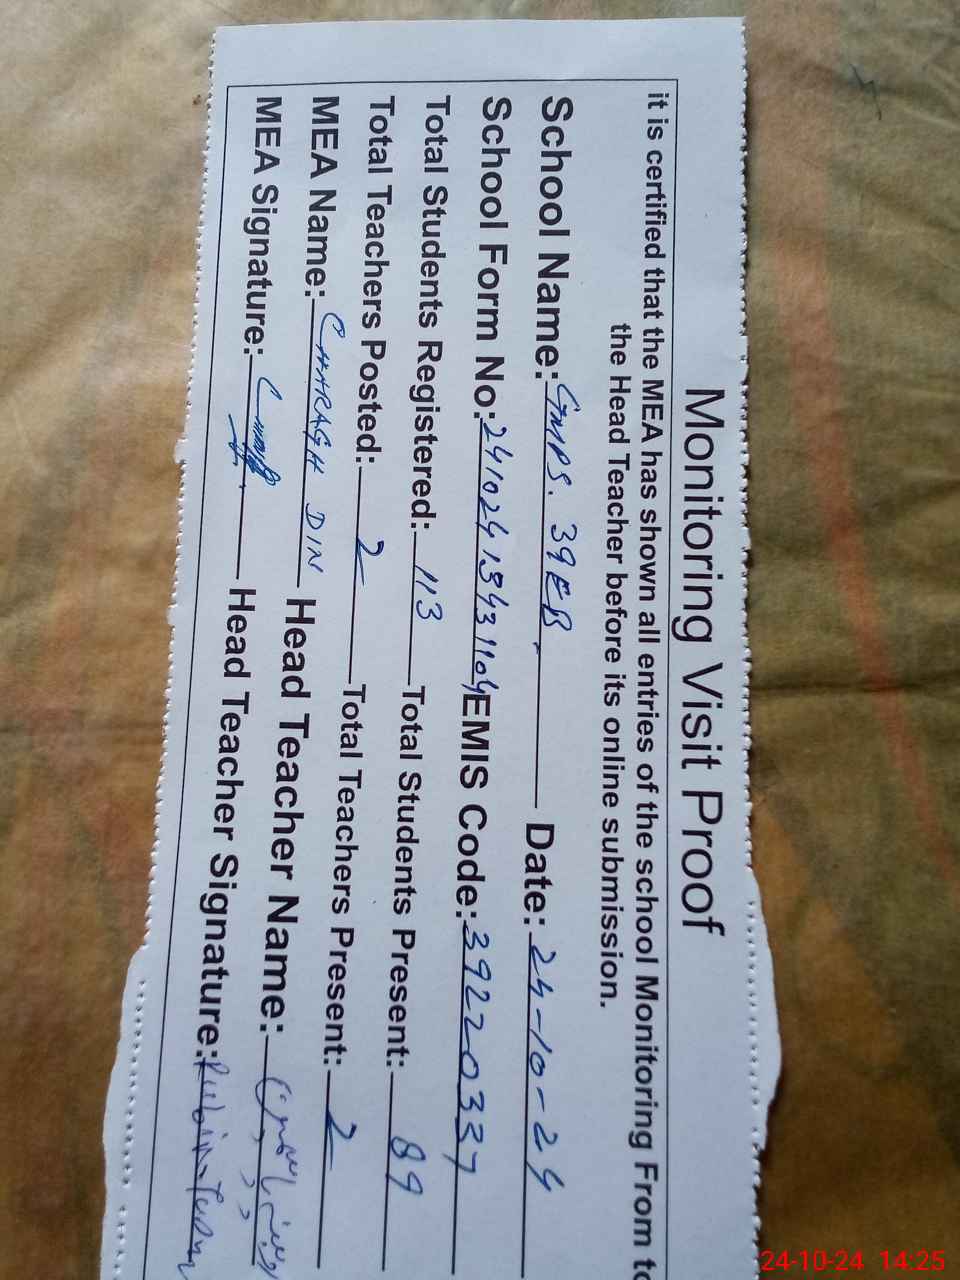 Monitoring Visit Proof
it is certified that the MEA has shown all entries of the school Monitoring From to
the Head Teacher before its online submission.
School Name: GMPS. 39EB. Date: 24-10-24
School Form No: 24102413431104 EMIS Code: 39220337
Total Students Registered: 113 Total Students Present: 89
Total Teachers Posted: 2 Total Teachers Present: 2
MEA Name: CHARAGH DIN Head Teacher Name:
MEA Signature: Head Teacher Signature:
24-10-24 14:25